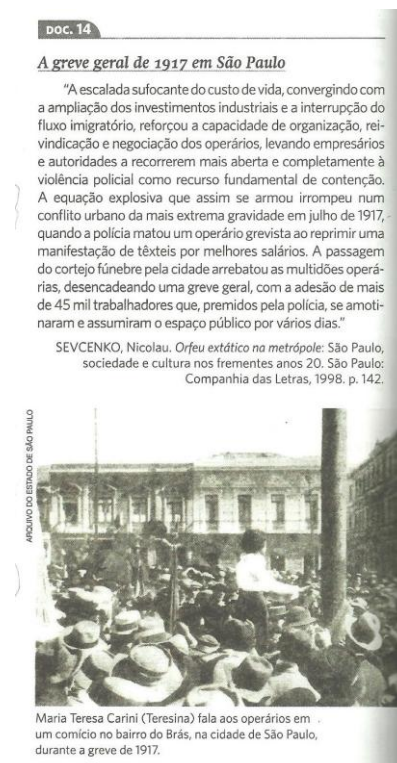 DOC. 14
A greve geral de 1917 em São Paulo
“A escalada sufocante do custo de vida, convergindo com
a ampliação dos investimentos industriais e a interrupção do
fluxo imigratório, reforçou a capacidade de organização, rei-
vindicação e negociação dos operários, levando empresários
e autoridades a recorrerem mais aberta e completamente à
violência policial como recurso fundamental de contenção.
A equação explosiva que assim se armou irrompeu num
conflito urbano da mais extrema gravidade em julho de 1917,
quando a polícia matou um operário grevista ao reprimir uma
manifestação de têxteis por melhores salários. A passagem
do cortejo fúnebre pela cidade arrebatou as multidões operá-
rias, desencadeando uma greve geral, com a adesão de mais
de 45 mil trabalhadores que, premidos pela polícia, se amoti-
naram e assumiram o espaço público por vários dias.”
SEVCENKO, Nicolau. Orfeu extático na metrópole: São Paulo,
sociedade e cultura nos frementes anos 20. São Paulo:
Companhia das Letras, 1998. p. 142.
ARQUIVO DO ESTADO DE SÃO PAULO
Maria Teresa Carini (Teresina) fala aos operários em
um comício no bairro do Brás, na cidade de São Paulo,
durante a greve de 1917.